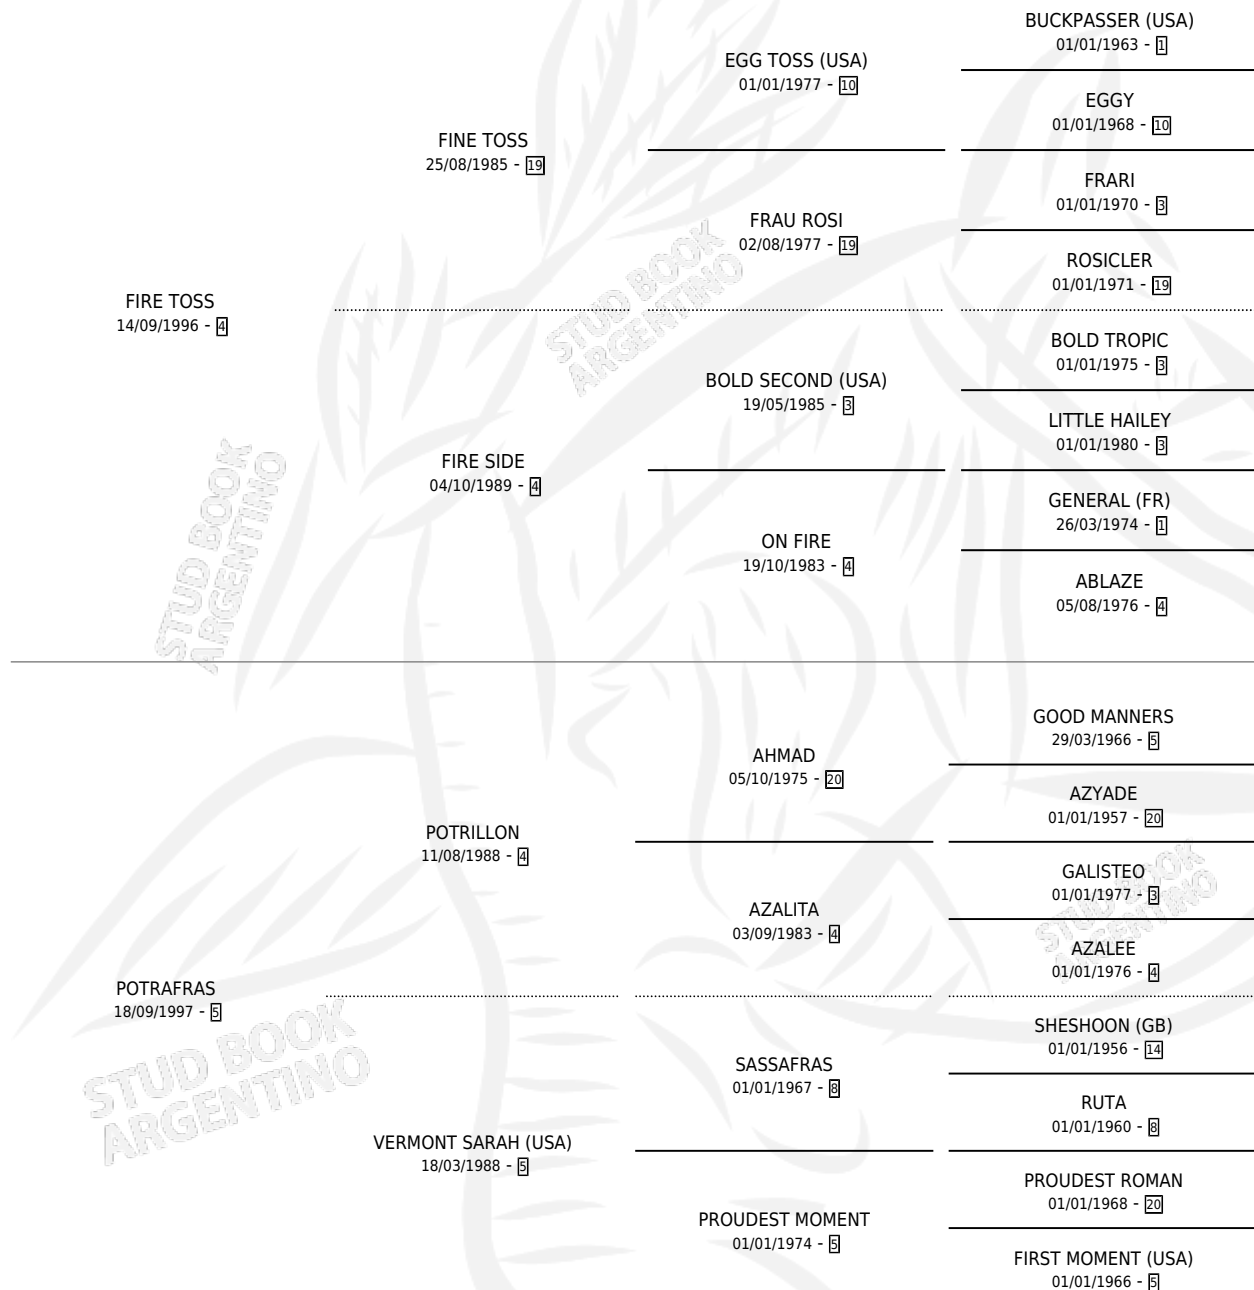 BUCKPASSER (USA)
01/01/1963 - 1
EGG TOSS (USA)
01/01/1977 - 10
EGGY
01/01/1968 - 10
FINE TOSS
25/08/1985 - 19
FRARI
01/01/1970 - 3
FRAU ROSI
02/08/1977 - 19
ROSICLER
01/01/1971 - 19
FIRE TOSS
14/09/1996 - 4
STUD BOOK
ARGENTINO
BOLD TROPIC
01/01/1975 - 3
BOLD SECOND (USA)
19/05/1985 - 3
LITTLE HAILEY
01/01/1980 - 3
FIRE SIDE
04/10/1989 - 4
GENERAL (FR)
26/03/1974 - 1
ON FIRE
19/10/1983 - 4
ABLAZE
05/08/1976 - 4
STUD BOOK
ARGENTINO
GOOD MANNERS
29/03/1966 - 5
AHMAD
05/10/1975 - 20
AZYADE
01/01/1957 - 20
POTRILLON
11/08/1988 - 4
GALISTEO
01/01/1977 - 3
AZALITA
03/09/1983 - 4
AZALEE
01/01/1976 - 4
STUD BOOK
ARGENTINO
POTRAFRAS
18/09/1997 - 5
STUD BOOK
ARGENTINO
SHESHOON (GB)
01/01/1956 - 14
SASSAFRAS
01/01/1967 - 8
RUTA
01/01/1960 - 8
VERMONT SARAH (USA)
18/03/1988 - 5
PROUDEST ROMAN
01/01/1968 - 20
PROUDEST MOMENT
01/01/1974 - 5
FIRST MOMENT (USA)
01/01/1966 - 5